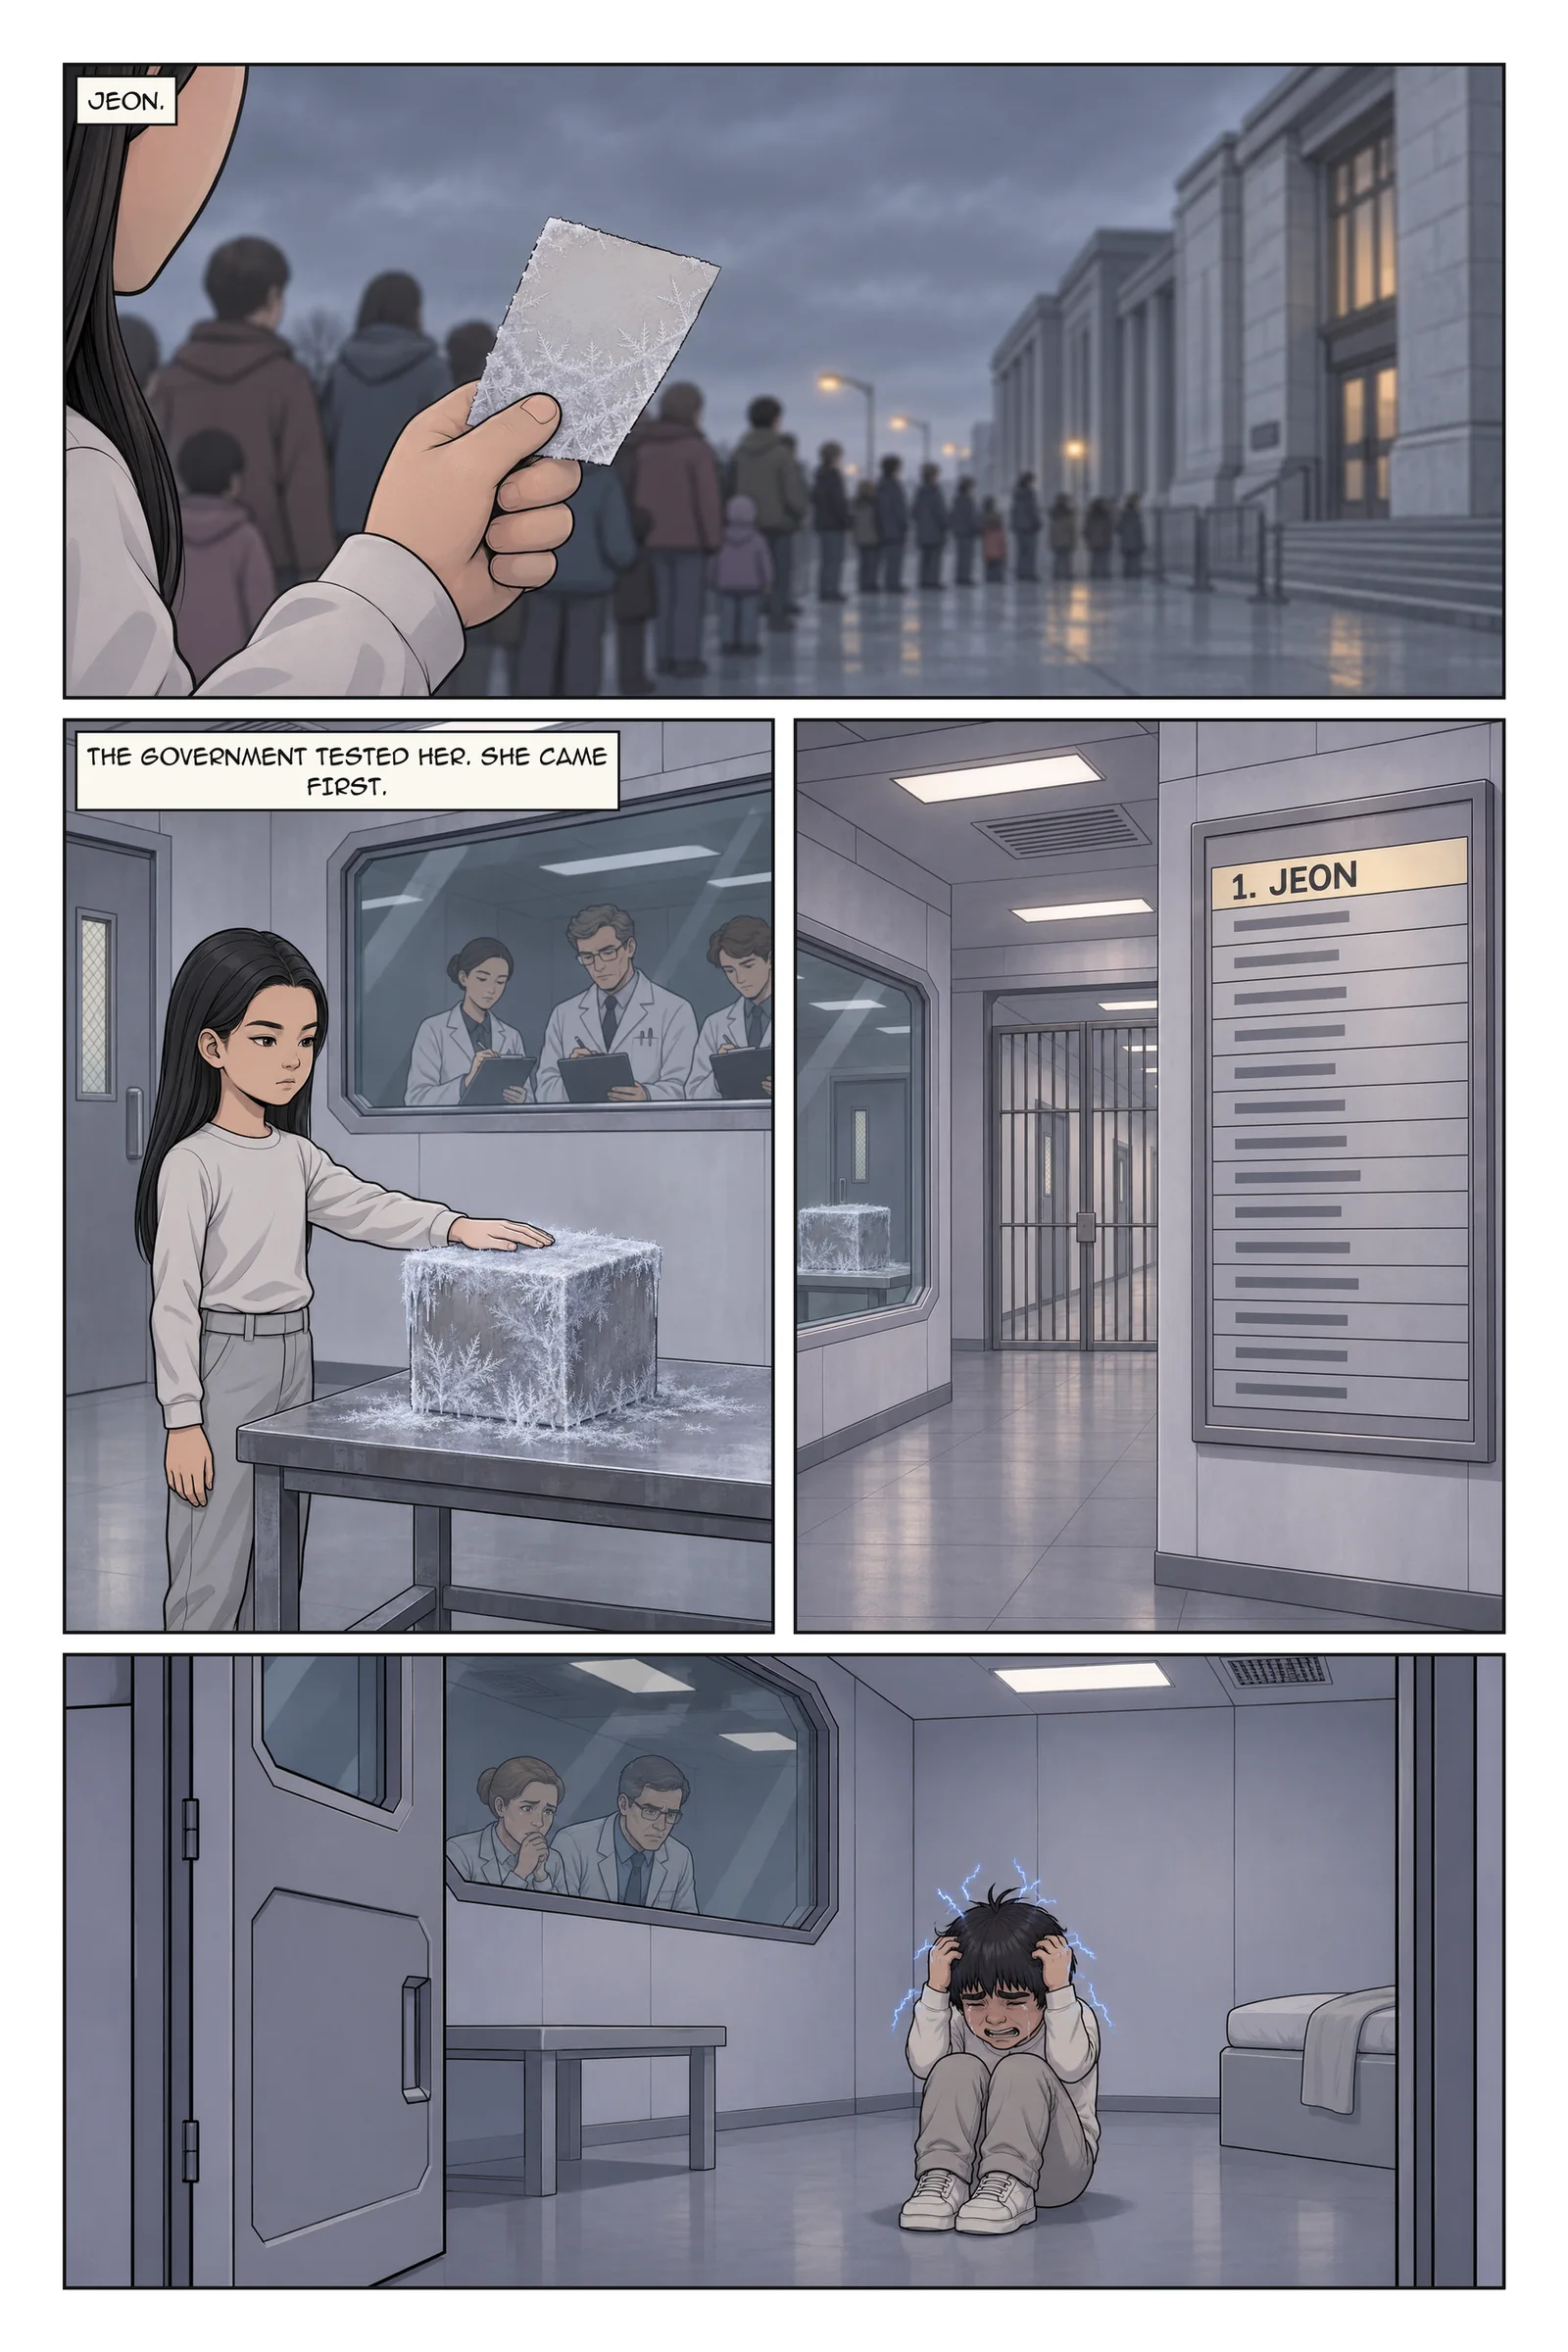 JEON.
THE GOVERNMENT TESTED HER. SHE CAME
FIRST.
1. JEON